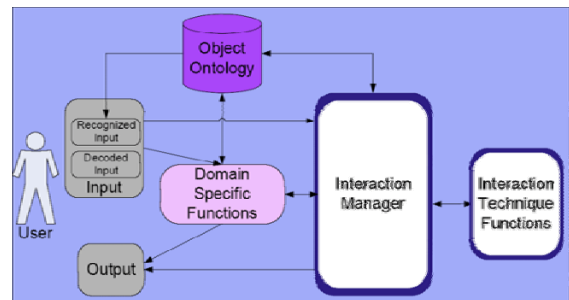 Object
Ontology
Recognized
Input
Decoded
Input
Input
User
Domain
Specific
Functions
Interaction
Manager
Interaction
Technique
Functions
Output